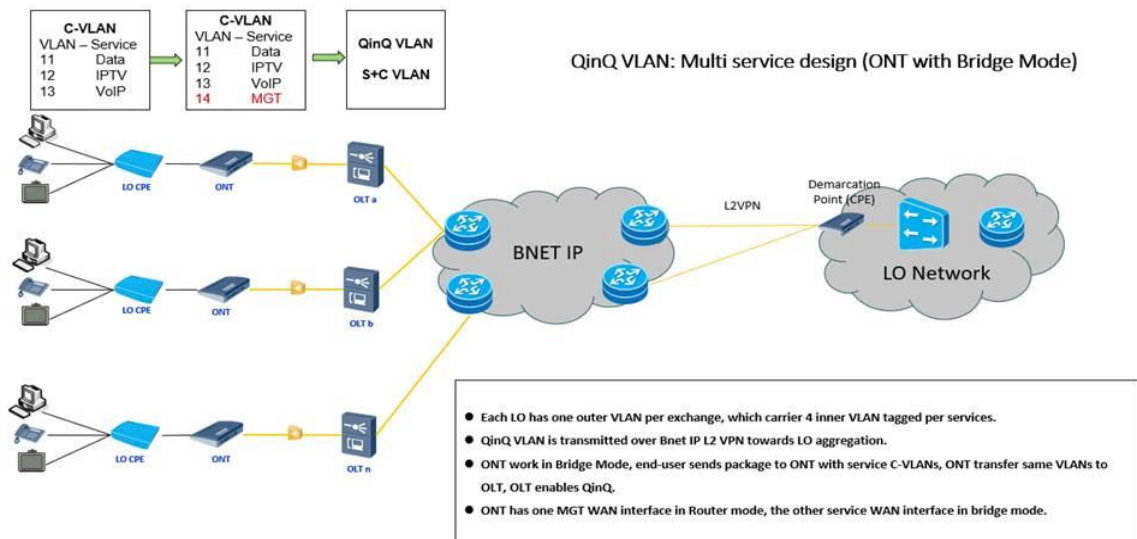 C-VLAN
VLAN – Service
11 Data
12 IPTV
13 VoIP
C-VLAN
VLAN – Service
11 Data
12 IPTV
13 VoIP
14 MGT
QinQ VLAN
S+C VLAN
QinQ VLAN: Multi service design (ONT with Bridge Mode)
LO CPE
ONT
OLT a
LO CPE
ONT
OLT b
LO CPE
ONT
OLT n
BNET IP
L2VPN
Demarcation
Point (CPE)
LO Network
● Each LO has one outer VLAN per exchange, which carrier 4 inner VLAN tagged per services.
● QinQ VLAN is transmitted over Bnet IP L2 VPN towards LO aggregation.
● ONT work in Bridge Mode, end-user sends package to ONT with service C-VLANs, ONT transfer same VLANs to
OLT, OLT enables QinQ.
● ONT has one MGT WAN interface in Router mode, the other service WAN interface in bridge mode.